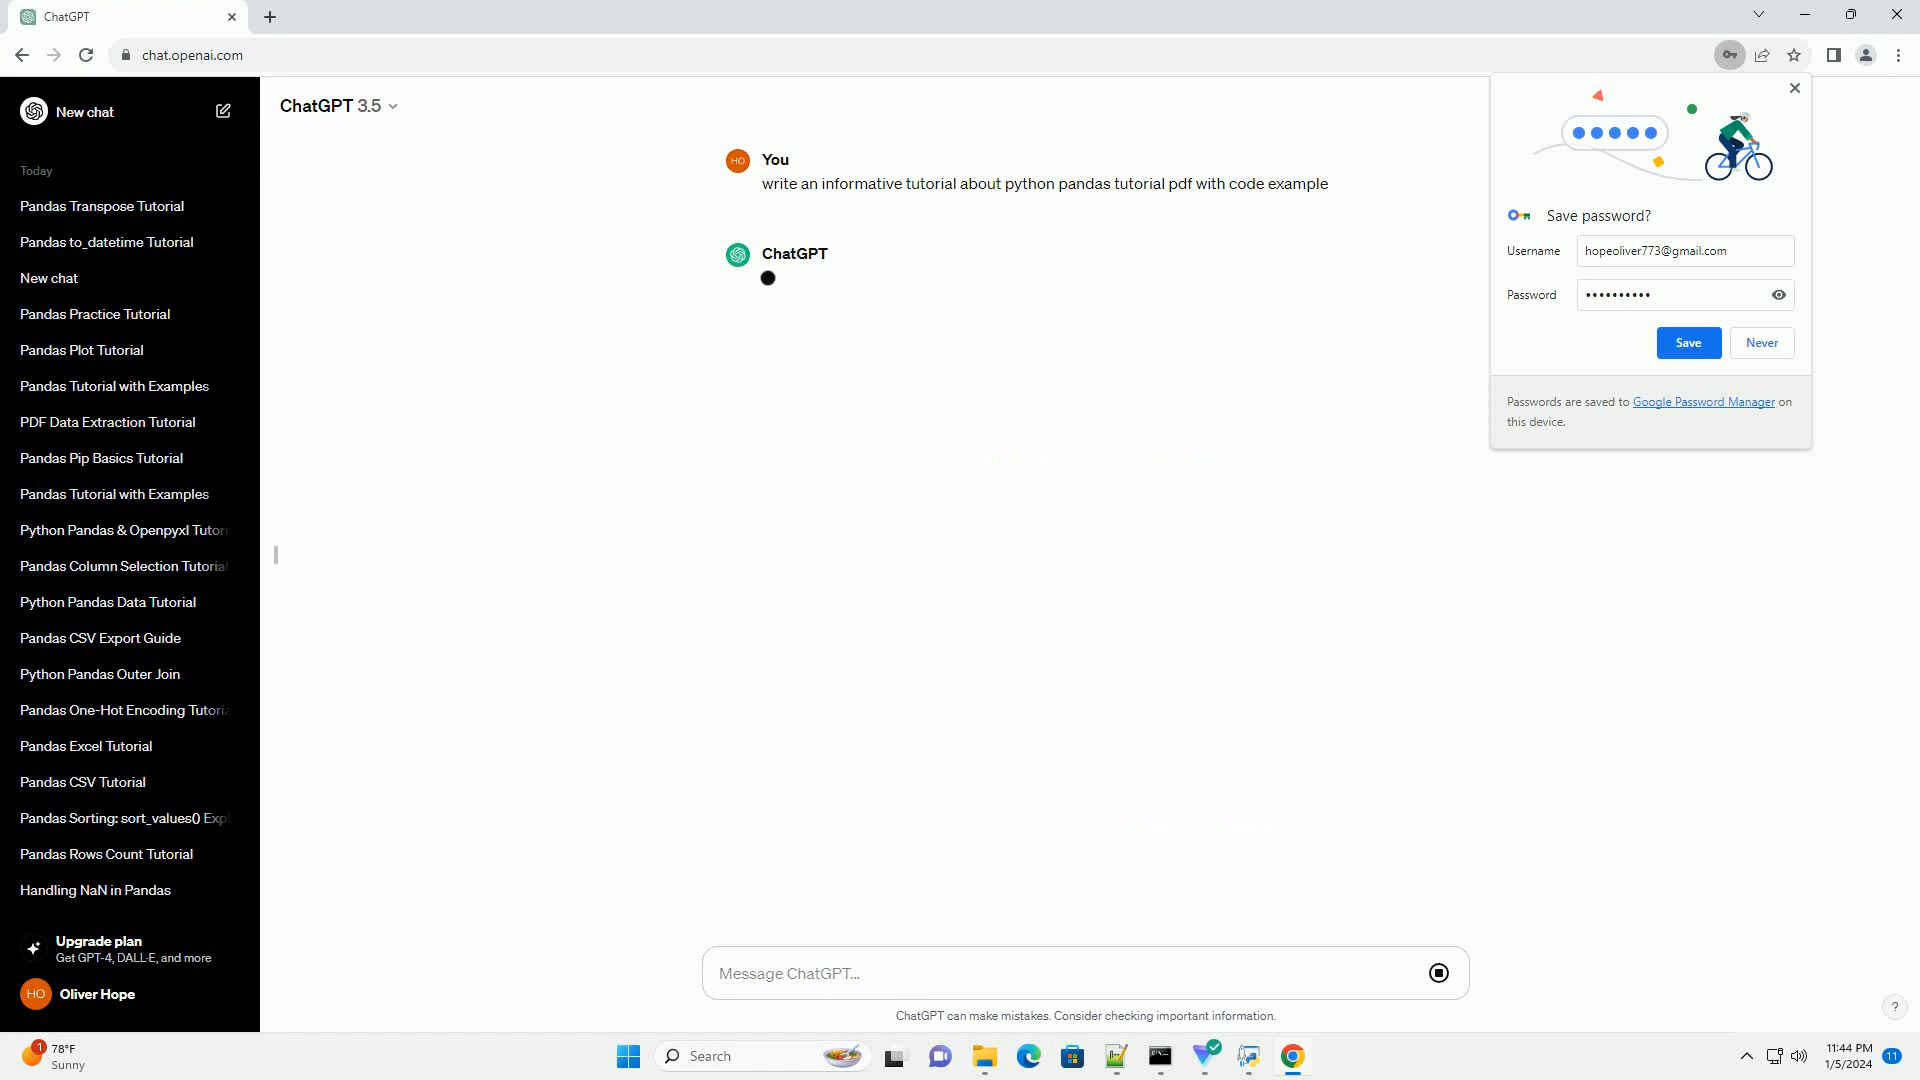 ChatGPT
chat.openai.com
New chat
Today
Pandas Transpose Tutorial
Pandas to_datetime Tutorial
New chat
Pandas Practice Tutorial
Pandas Plot Tutorial
Pandas Tutorial with Examples
PDF Data Extraction Tutorial
Pandas Pip Basics Tutorial
Pandas Tutorial with Examples
Python Pandas & Openpyxl Tutori
Pandas Column Selection Tutorial
Python Pandas Data Tutorial
Pandas CSV Export Guide
Python Pandas Outer Join
Pandas One-Hot Encoding Tutoria
Pandas Excel Tutorial
Pandas CSV Tutorial
Pandas Sorting: sort_values() Exp
Pandas Rows Count Tutorial
Handling NaN in Pandas
Upgrade plan
Get GPT-4, DALL·E, and more
HO Oliver Hope
ChatGPT 3.5
HO You
write an informative tutorial about python pandas tutorial pdf with code example
ChatGPT
Message ChatGPT...
ChatGPT can make mistakes. Consider checking important information.
?
Save password?
Username hopeoliver773@gmail.com
Password ••••••••••
Save Never
Passwords are saved to Google Password Manager on
this device.
1 78°F
Sunny
Search
11:44 PM
1/5/2024
11